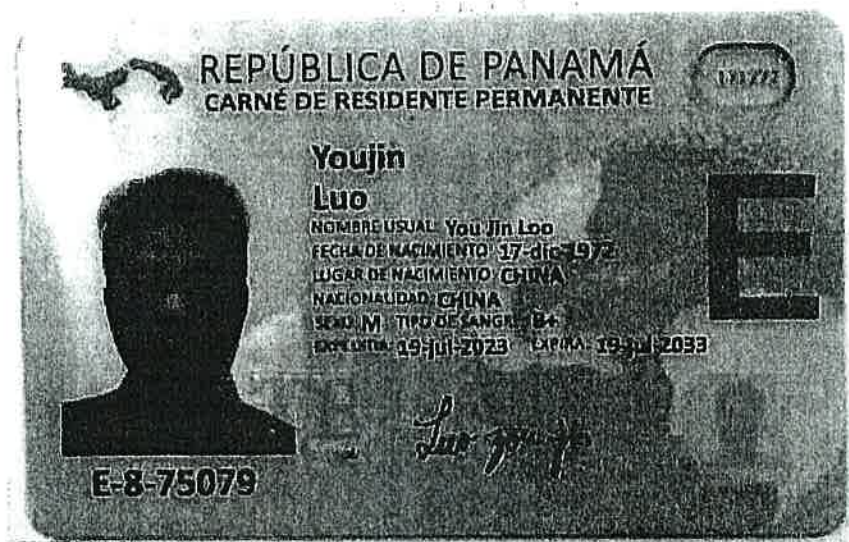 REPÚBLICA DE PANAMÁ
CARNÉ DE RESIDENTE PERMANENTE
Youjin
Luo
NOMBRE USUAL: You Jin Loo
FECHA DE NACIMIENTO: 17-dic-1972
LUGAR DE NACIMIENTO: CHINA
NACIONALIDAD: CHINA
SEXO: M TIPO DE SANGRE: B+
EXPEDIDA: 19-jul-2023 EXPIRA: 19-jul-2033
E
E-8-75079